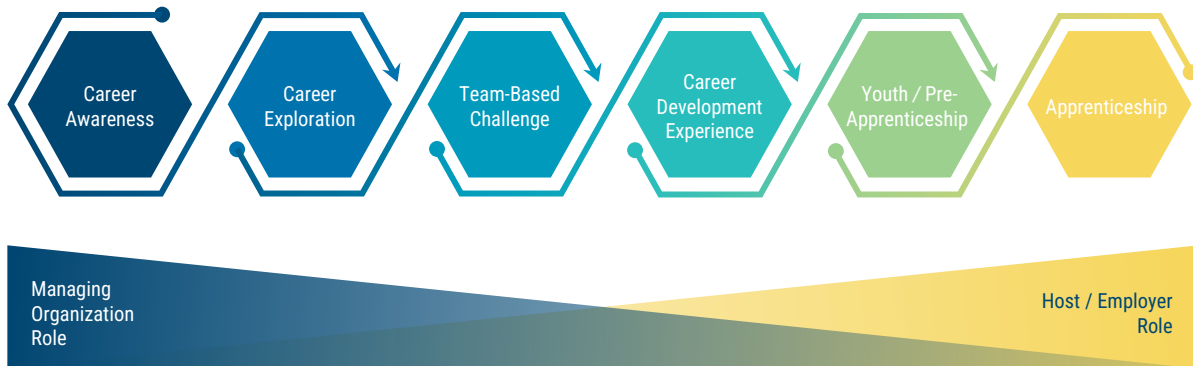 Career
Awareness
Career
Exploration
Team-Based
Challenge
Career
Development
Experience
Youth / Pre-
Apprenticeship
Apprenticeship
Managing
Organization
Role
Host / Employer
Role